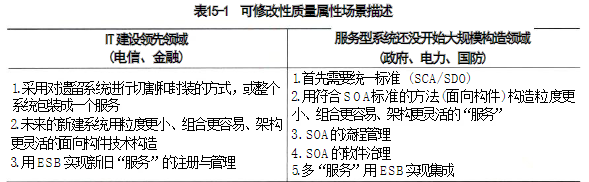 表15-1 可修改性质量属性场景描述
IT建设领先领域
(电信、金融)
服务型系统还没开始大规模构造领域
(政府、电力、国防)
1.采用对遗留系统进行切割和封装的方式，或整个
系统包装成一个服务
2.未来的新建系统用粒度更小、组合更容易、架构
更灵活的面向构件技术构造
3.用ESB实现新旧“服务”的注册与管理
1.首先需要统一标准（SCA/SDO）
2.用符合SOA标准的方法(面向构件)构造粒度更
小、组合更容易、架构更灵活的“服务”
3.SOA的流程管理
4.SOA的软件治理
5.多“服务”用ESB实现集成